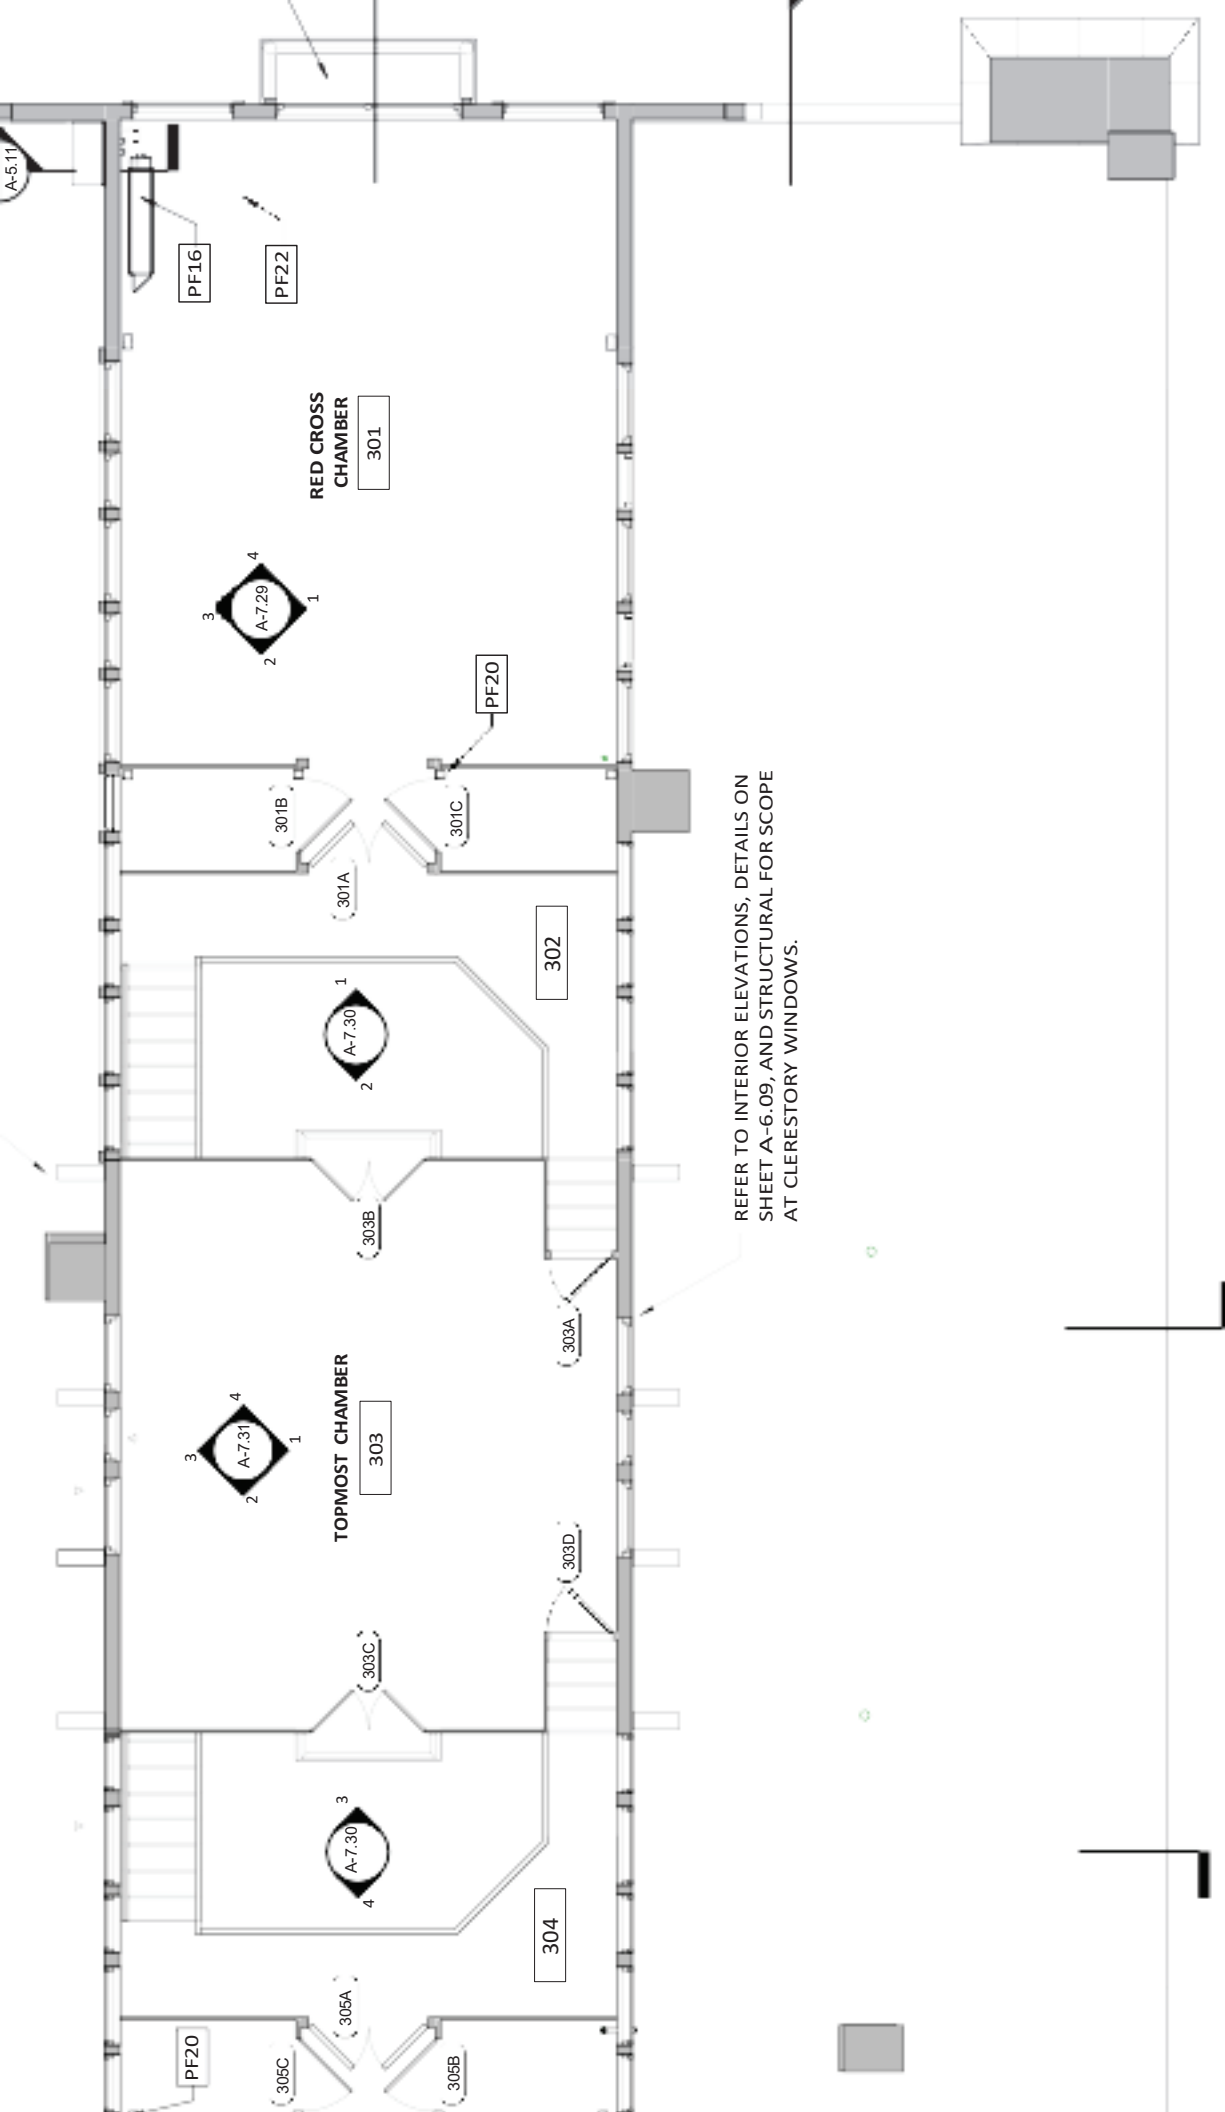 A-5.11
PF16
PF22
RED CROSS
CHAMBER
301
3
4
A-7.29
1
2
PF20
301B
301C
301A
302
1
A-7.30
2
REFER TO INTERIOR ELEVATIONS, DETAILS ON
SHEET A-6.09, AND STRUCTURAL FOR SCOPE
AT CLERESTORY WINDOWS.
303B
303A
TOPMOST CHAMBER
303
4
3
A-7.31
1
2
303D
303C
3
A-7.30
4
304
305A
PF20
305C
305B